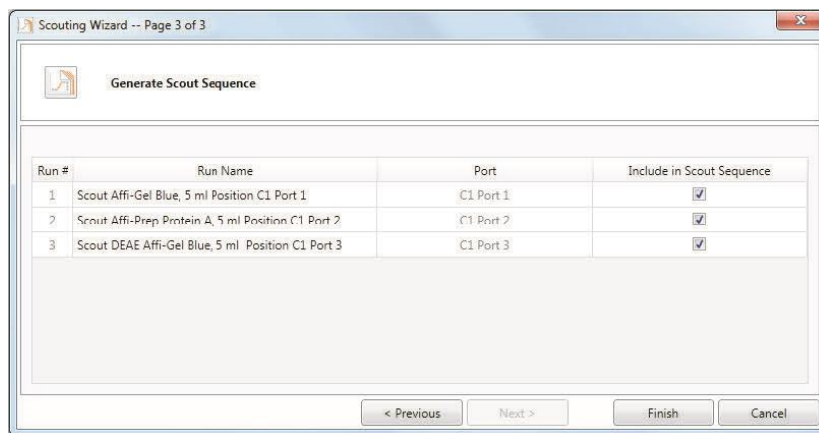 Scouting Wizard -- Page 3 of 3
x
Generate Scout Sequence
Run # Run Name Port Include in Scout Sequence
1 Scout Affi-Gel Blue, 5 ml Position C1 Port 1 C1 Port 1
2 Scout Affi-Prep Protein A, 5 ml Position C1 Port 2 C1 Port 2
3 Scout DEAE Affi-Gel Blue, 5 ml Position C1 Port 3 C1 Port 3
< Previous Next > Finish Cancel